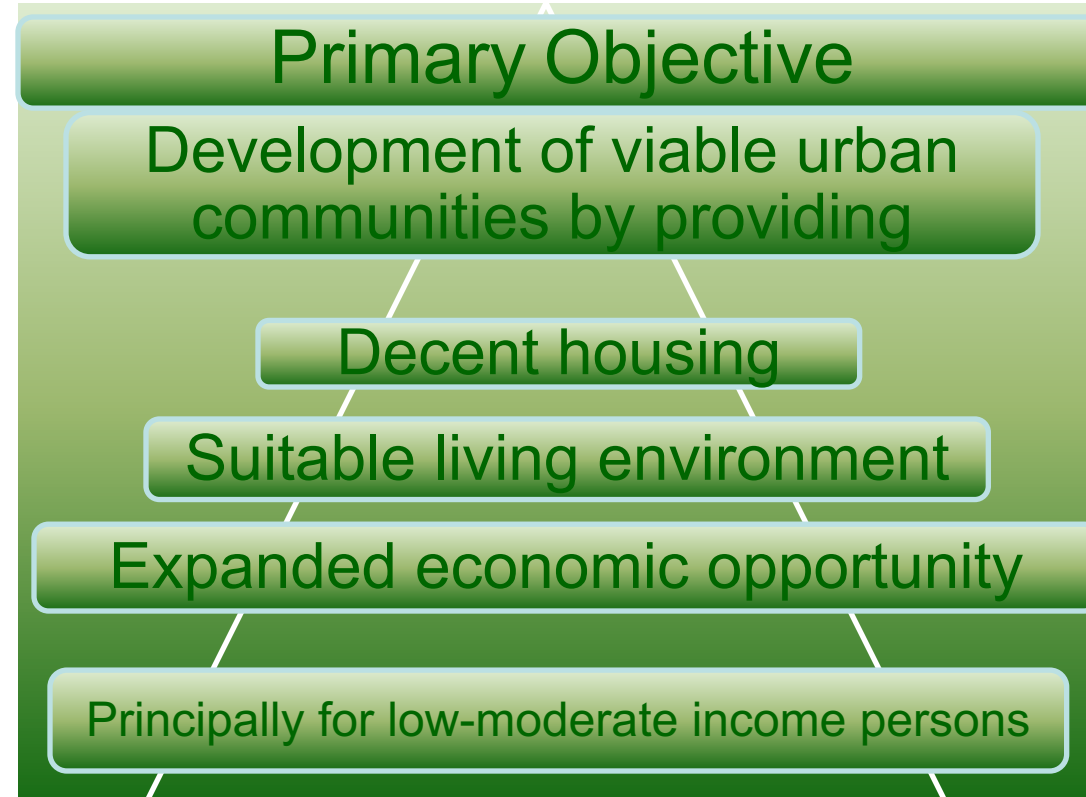 Primary Objective
Development of viable urban
communities by providing
Decent housing
Suitable living environment
Expanded economic opportunity
Principally for low-moderate income persons